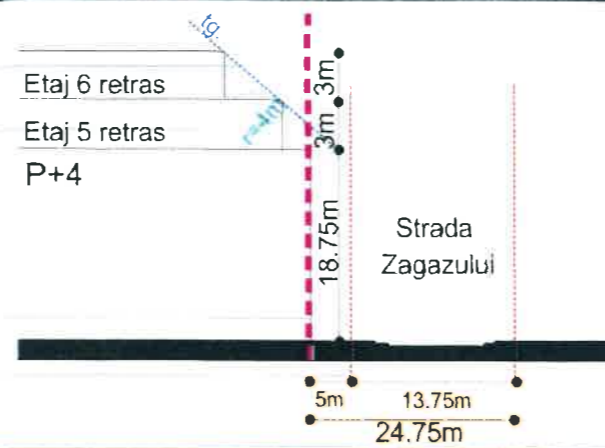 tg.
Etaj 6 retras
3m
r=4m
Etaj 5 retras
3m
P+4
18.75m
Strada
Zagazului
5m
13.75m
24.75m